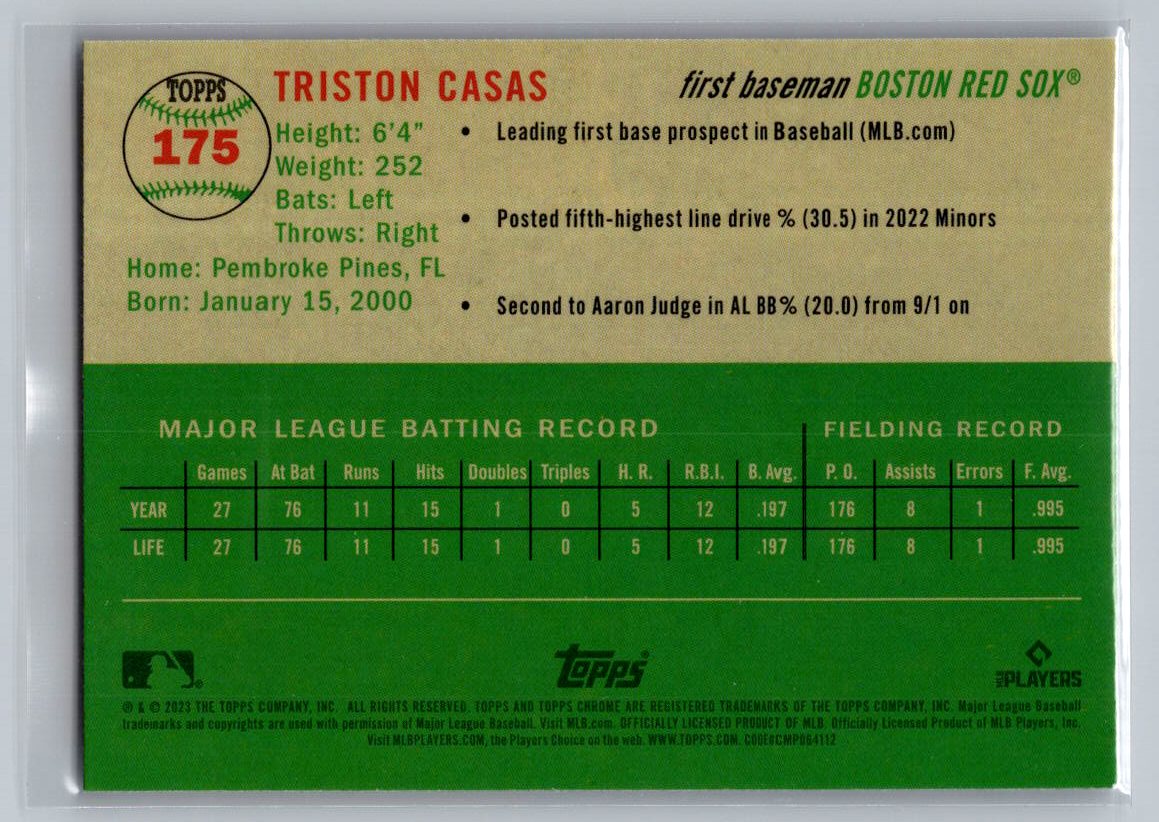 TOPPS
175
TRISTON CASAS
first baseman BOSTON RED SOX®
Height: 6'4"
Weight: 252
Bats: Left
Throws: Right
Home: Pembroke Pines, FL
Born: January 15, 2000
• Leading first base prospect in Baseball (MLB.com)
• Posted fifth-highest line drive % (30.5) in 2022 Minors
• Second to Aaron Judge in AL BB% (20.0) from 9/1 on
MAJOR LEAGUE BATTING RECORD FIELDING RECORD
Games At Bat Runs Hits Doubles Triples H. R. R.B.I. B. Avg. P. O. Assists Errors F. Avg.
YEAR 27 76 11 15 1 0 5 12 .197 176 8 1 .995
LIFE 27 76 11 15 1 0 5 12 .197 176 8 1 .995
Topps®
MLB PLAYERS
® & © 2023 THE TOPPS COMPANY, INC. ALL RIGHTS RESERVED. TOPPS AND TOPPS CHROME ARE REGISTERED TRADEMARKS OF THE TOPPS COMPANY, INC. Major League Baseball
trademarks and copyrights are used with permission of Major League Baseball. Visit MLB.com. OFFICIALLY LICENSED PRODUCT OF MLB. Officially Licensed Product of MLB Players, Inc.
Visit MLBPLAYERS.COM, the Players Choice on the web. WWW.TOPPS.COM. CODE#CMP064112